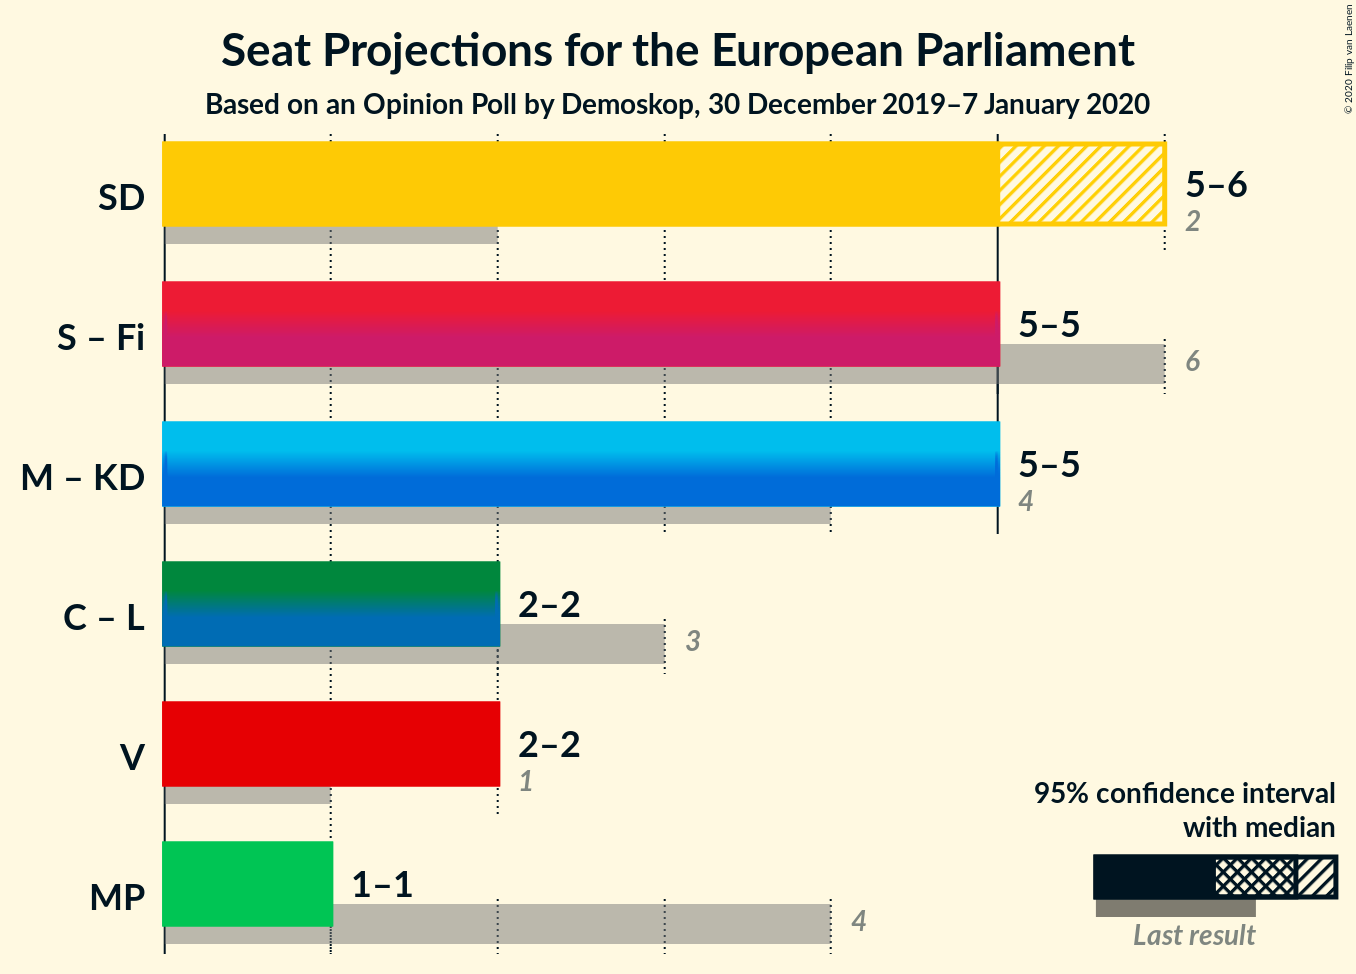 Seat Projections for the European Parliament
Based on an Opinion Poll by Demoskop, 30 December 2019–7 January 2020
© 2020 Filip van Laenen
SD
5–6
2
S – Fi
5–5
6
M – KD
5–5
4
C – L
2–2
3
V
2–2
1
MP
1–1
4
95% confidence interval
with median
Last result